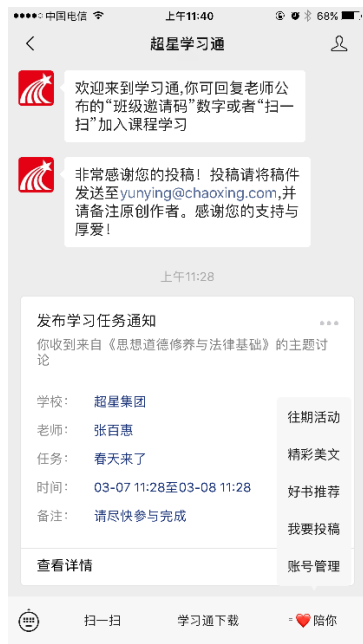 中国电信
上午11:40
68%
超星学习通
欢迎来到学习通,你可回复老师公
布的“班级邀请码”数字或者“扫一
扫”加入课程学习
非常感谢您的投稿！投稿请将稿件
发送至yunying@chaoxing.com,并
请备注原创作者。感谢您的支持与
厚爱！
上午11:28
发布学习任务通知
你收到来自《思想道德修养与法律基础》的主题讨
论
学校： 超星集团
老师： 张百惠
任务： 春天来了
时间： 03-07 11:28至03-08 11:28
备注： 请尽快参与完成
查看详情
往期活动
精彩美文
好书推荐
我要投稿
账号管理
扫一扫
学习通下载
陪你